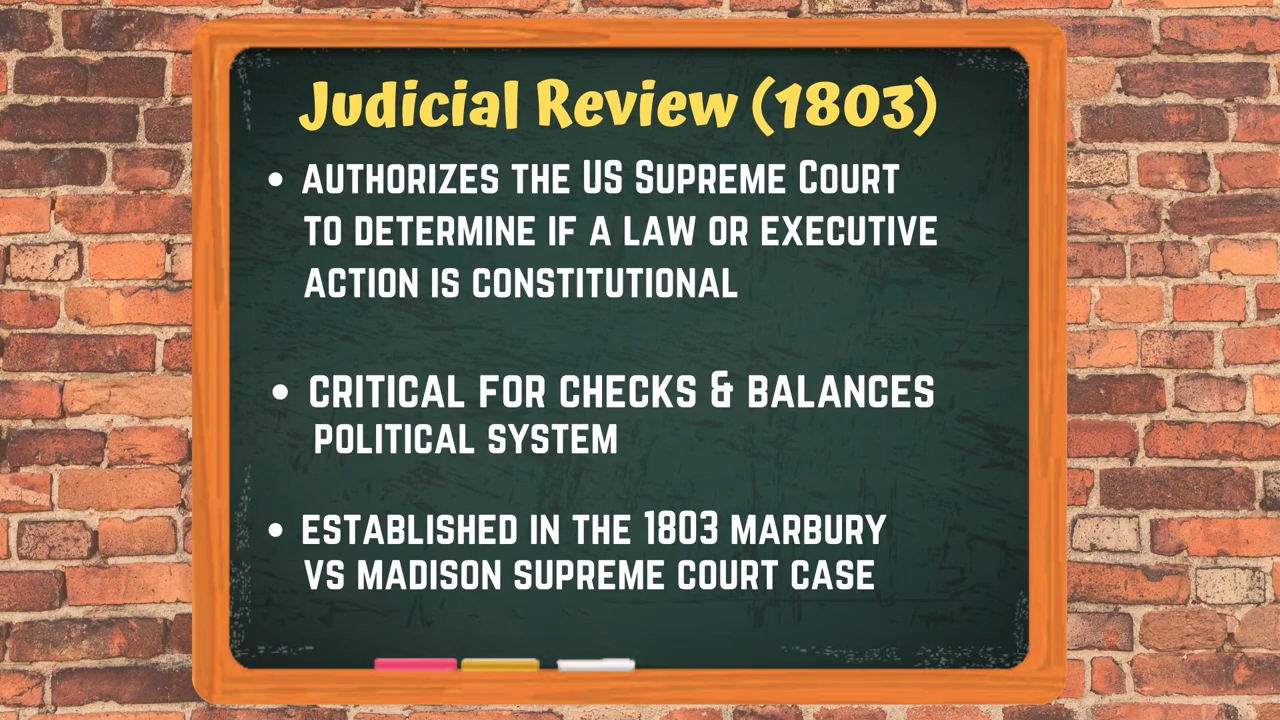 Judicial Review (1803)
• AUTHORIZES THE US SUPREME COURT
TO DETERMINE IF A LAW OR EXECUTIVE
ACTION IS CONSTITUTIONAL
• CRITICAL FOR CHECKS & BALANCES
POLITICAL SYSTEM
• ESTABLISHED IN THE 1803 MARBURY
VS MADISON SUPREME COURT CASE